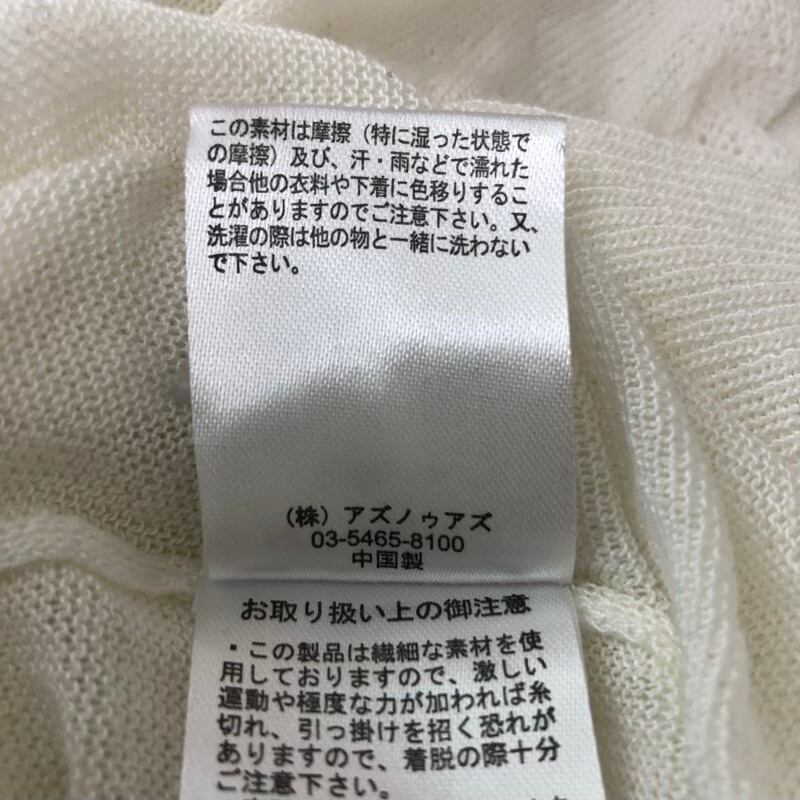 この素材は摩擦（特に湿った状態で
の摩擦）及び、汗・雨などで濡れた
場合他の衣料や下着に色移りするこ
とがありますのでご注意下さい。又、
洗濯の際は他の物と一緒に洗わない
で下さい。
（株）アズノゥアズ
03-5465-8100
中国製
お取り扱い上の御注意
・この製品は繊細な素材を使
用しておりますので、激しい
運動や極度な力が加われば糸
切れ、引っ掛けを招く恐れが
ありますので、着脱の際十分
ご注意下さい。